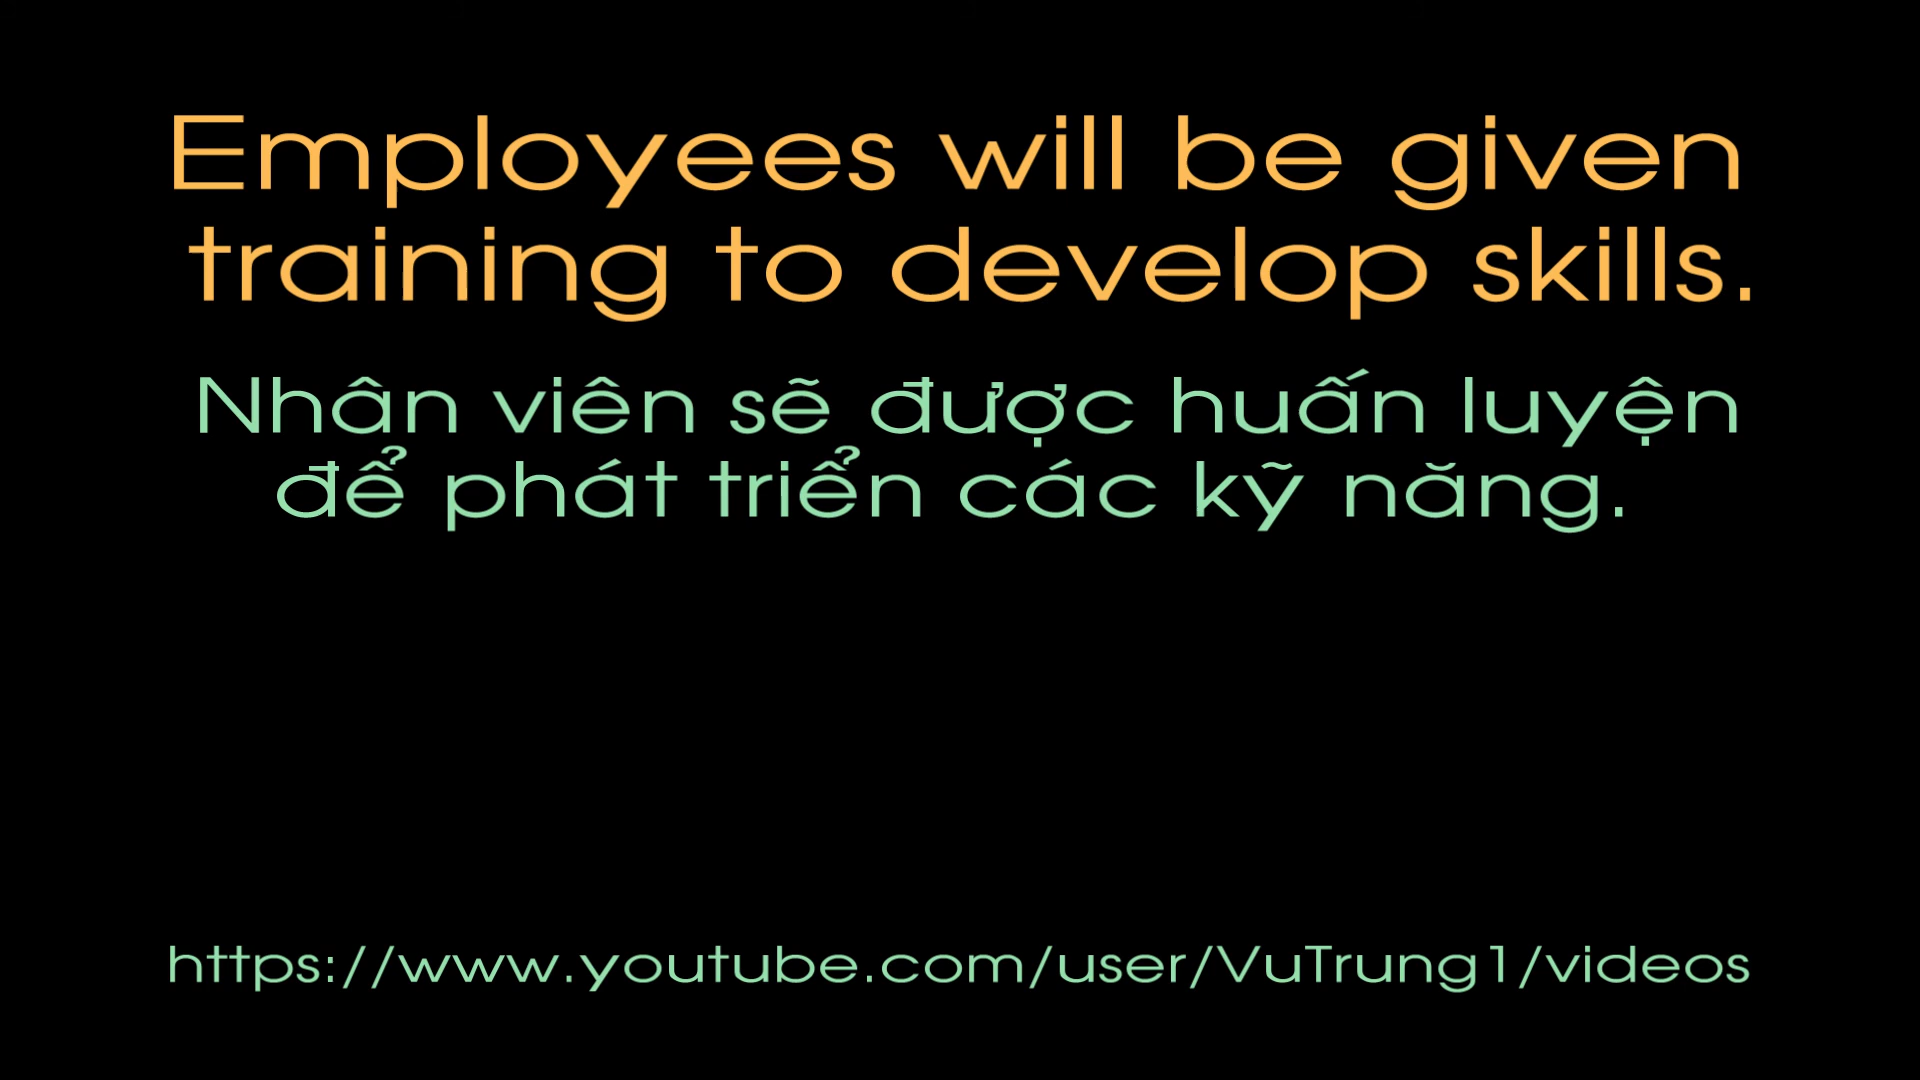 Employees will be given
training to develop skills.
Nhân viên sẽ được huấn luyện
để phát triển các kỹ năng.
https://www.youtube.com/user/VuTrung1/videos